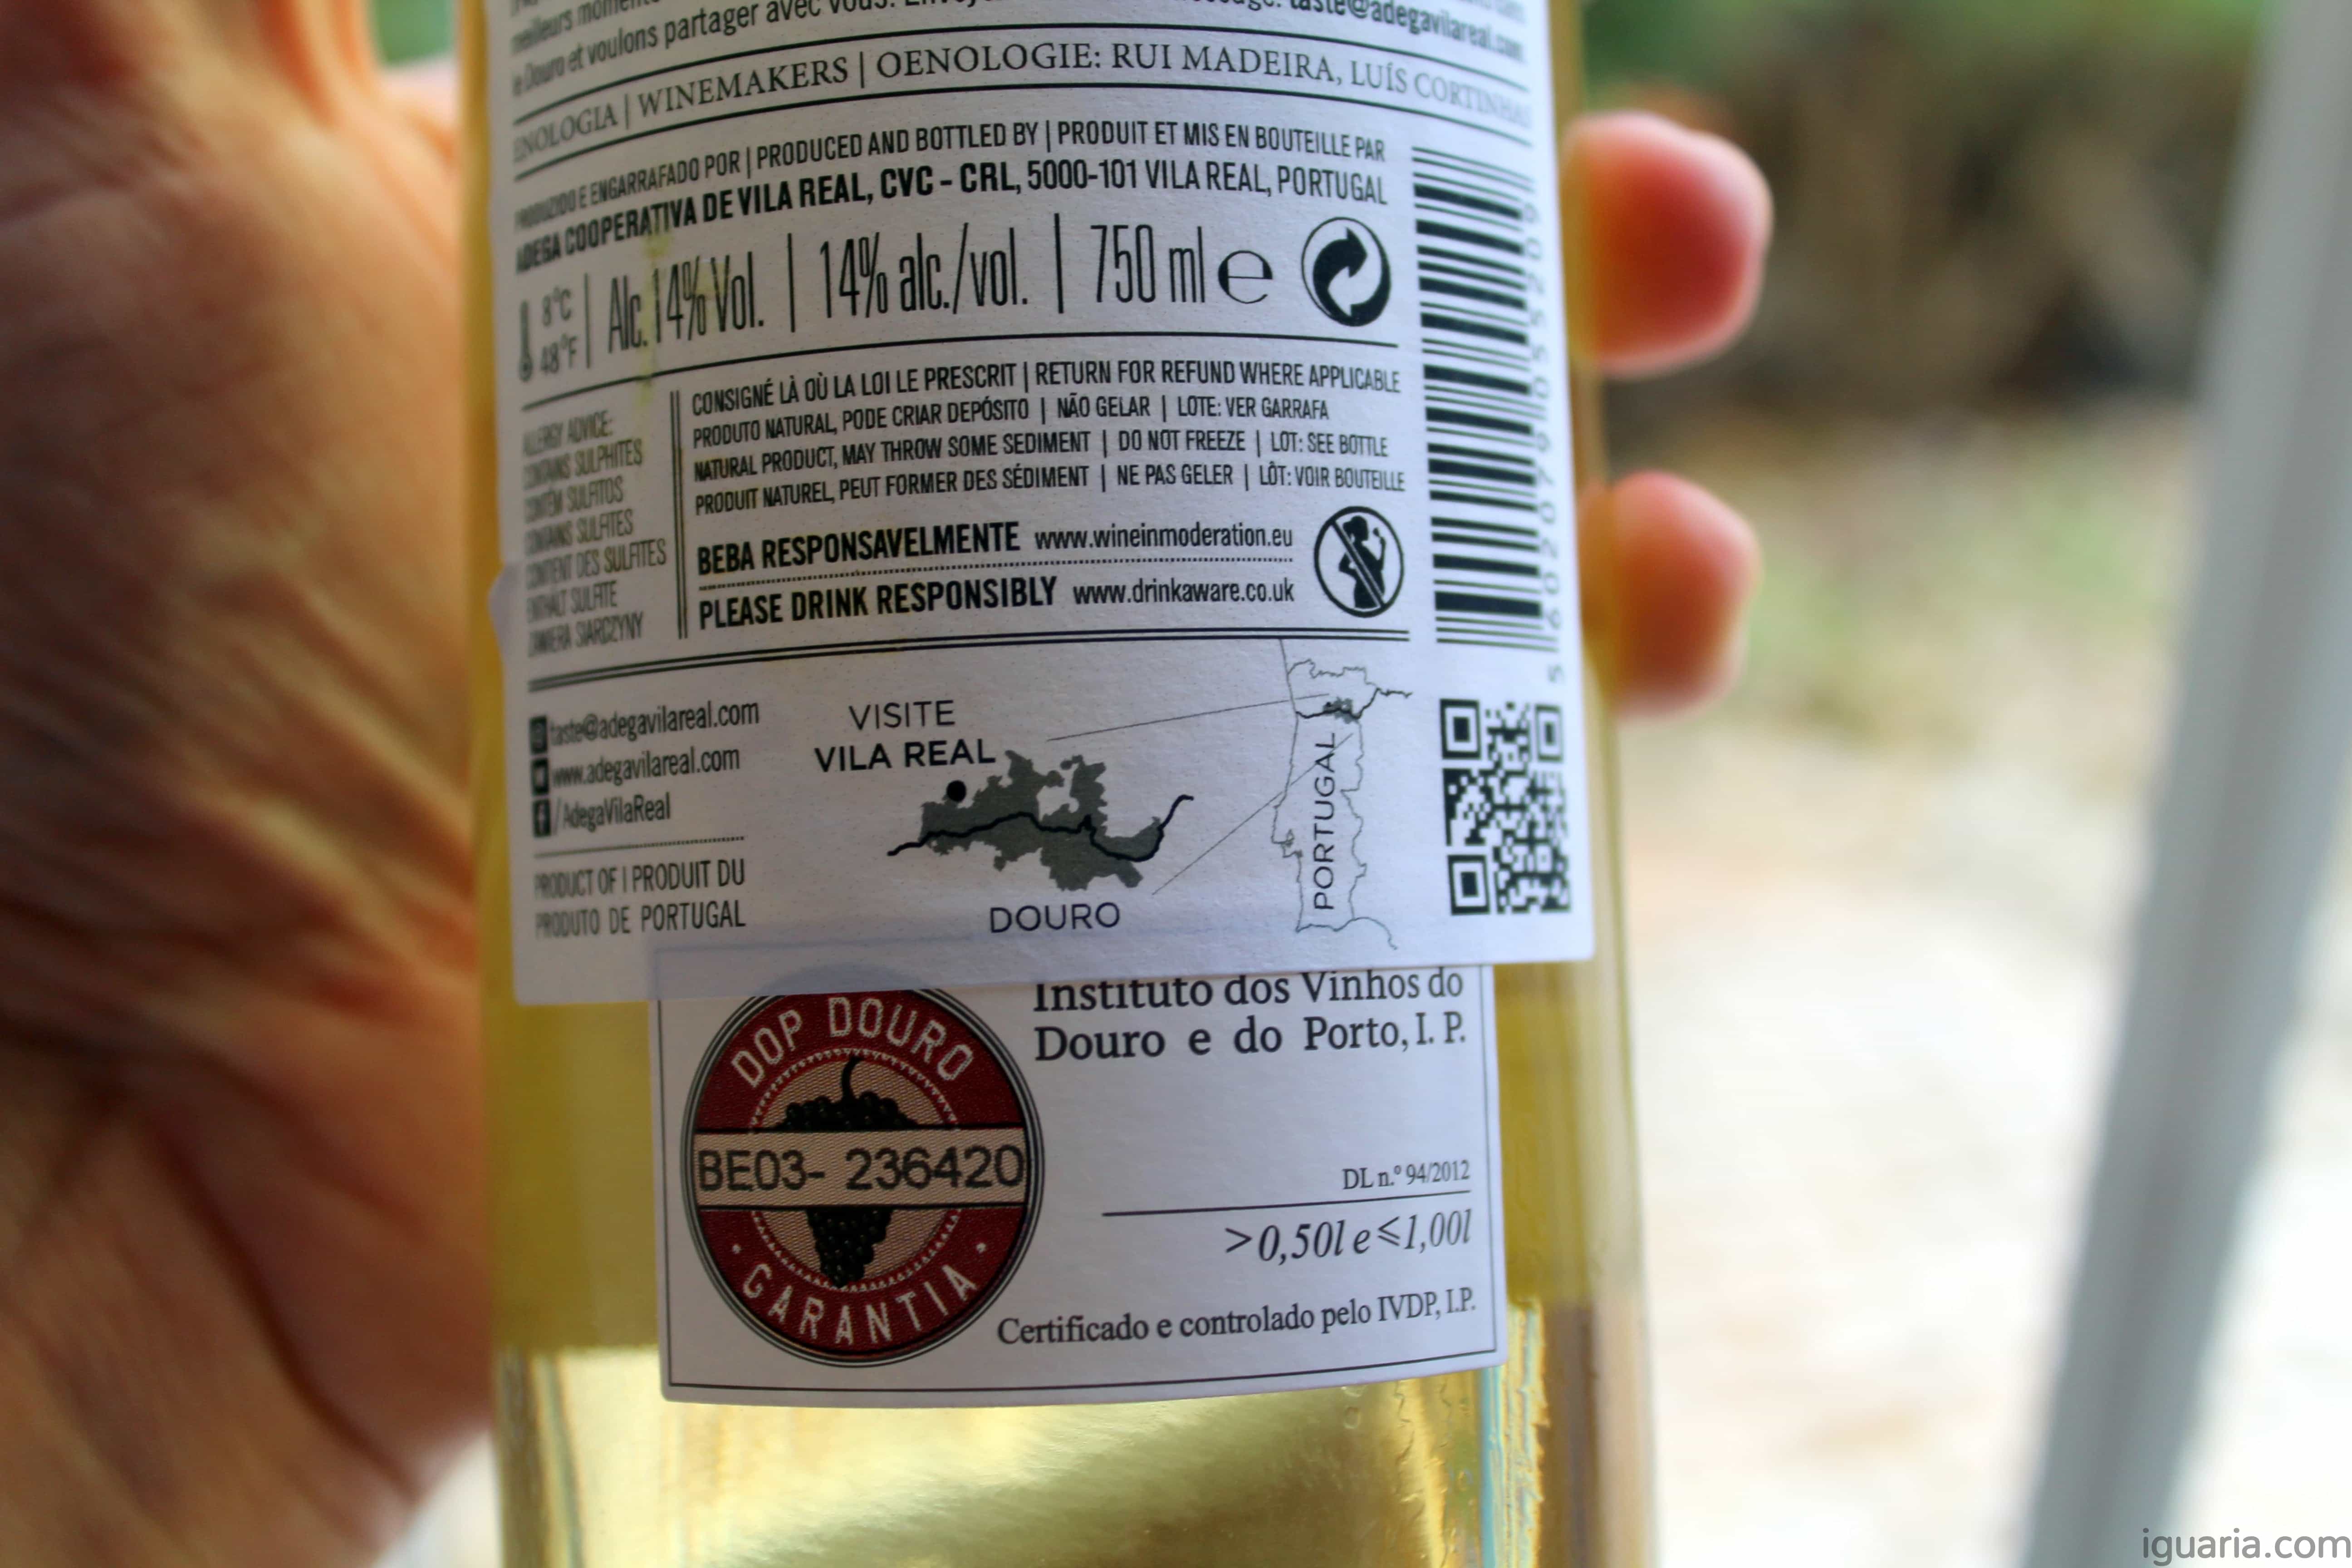 meilleurs
le Douro et voulons partager avec vous. taste@adegavilareal.com
ENOLOGIA | WINEMAKERS | OENOLOGIE: RUI MADEIRA, LUÍS CORTINHAS
PRODUZIDO E ENGARRAFADO POR | PRODUCED AND BOTTLED BY | PRODUIT ET MIS EN BOUTEILLE PAR
ADEGA COOPERATIVA DE VILA REAL, CVC - CRL, 5000-101 VILA REAL, PORTUGAL
8°C
48°F
Alc. 14% Vol. | 14% alc./vol. | 750 ml e
ALLERGY ADVICE:
CONTAINS SULPHITES
CONTÉM SULFITOS
CONTAINS SULFITES
CONTIENT DES SULFITES
ENTHÄLT SULFITE
ZAWIERA SIARCZYNY
CONSIGNÉ LÀ OÙ LA LOI LE PRESCRIT | RETURN FOR REFUND WHERE APPLICABLE
PRODUTO NATURAL, PODE CRIAR DEPÓSITO | NÃO GELAR | LOTE: VER GARRAFA
NATURAL PRODUCT, MAY THROW SOME SEDIMENT | DO NOT FREEZE | LOT: SEE BOTTLE
PRODUIT NATUREL, PEUT FORMER DES SÉDIMENT | NE PAS GELER | LÔT: VOIR BOUTEILLE
BEBA RESPONSAVELMENTE www.wineinmoderation.eu
PLEASE DRINK RESPONSIBLY www.drinkaware.co.uk
taste@adegavilareal.com
www.adegavilareal.com
/AdegaVilaReal
PRODUCT OF | PRODUIT DU
PRODUTO DE PORTUGAL
VISITE
VILA REAL
DOURO
PORTUGAL
Instituto dos Vinhos do
Douro e do Porto, I. P.
DOP DOURO
BE03- 236420
GARANTIA
DL n.º 94/2012
>0,50l e ≤1,00l
Certificado e controlado pelo IVDP, I.P.
iguaria.com